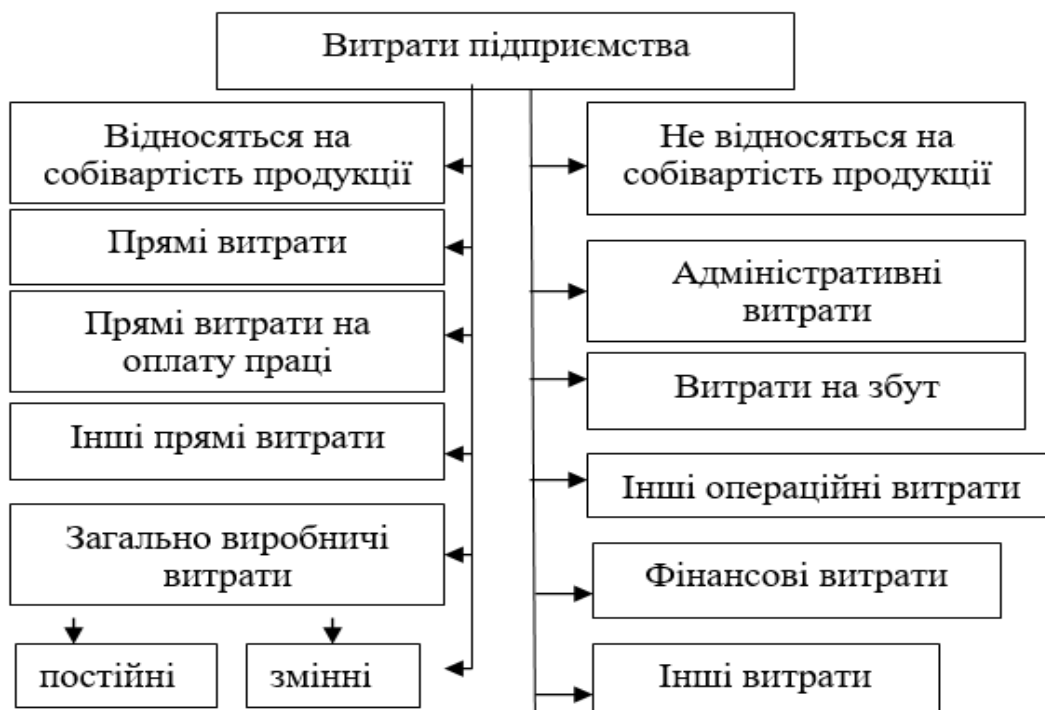 Витрати підприємства
Відносяться на
собівартість продукції
Прямі витрати
Прямі витрати на
оплату праці
Інші прямі витрати
Загально виробничі
витрати
постійні
змінні
Не відносяться на
собівартість продукції
Адміністративні
витрати
Витрати на збут
Інші операційні витрати
Фінансові витрати
Інші витрати